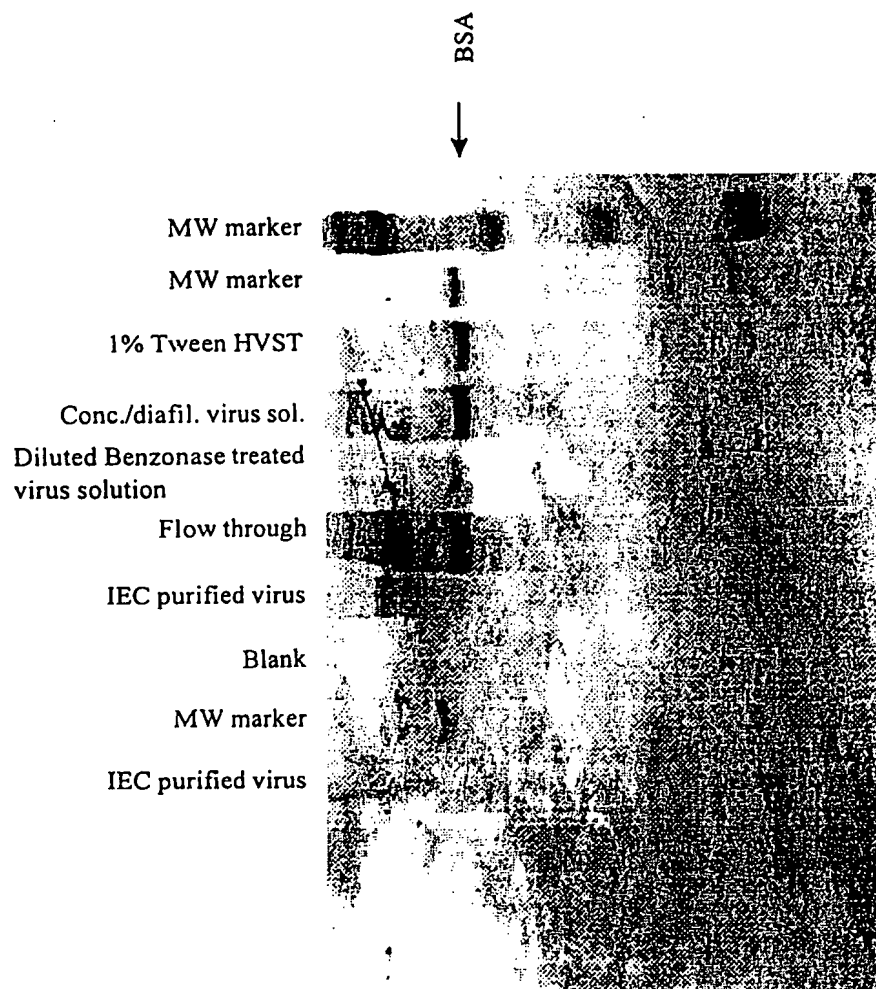 BSA
MW marker
MW marker
1% Tween HVST
Conc./diafil. virus sol.
Diluted Benzonase treated
virus solution
Flow through
IEC purified virus
Blank
MW marker
IEC purified virus